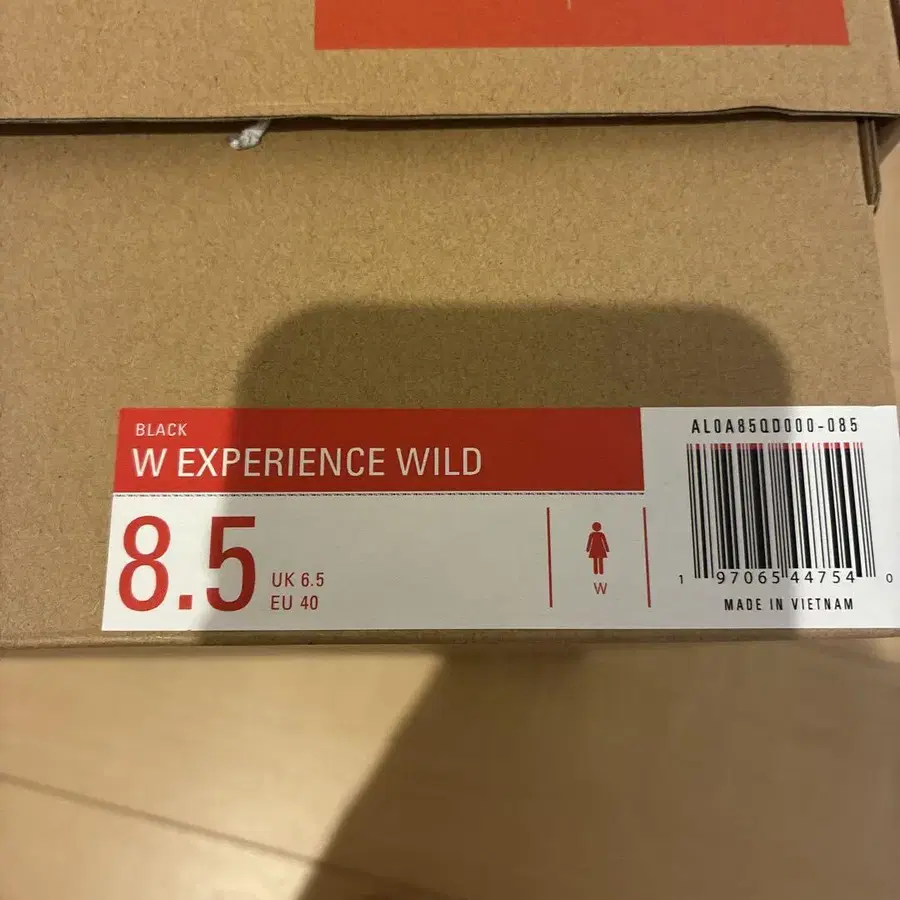 BLACK
W EXPERIENCE WILD
8.5
UK 6.5
EU 40
W
AL0A85QD000-085
1 97065 44754 0
MADE IN VIETNAM